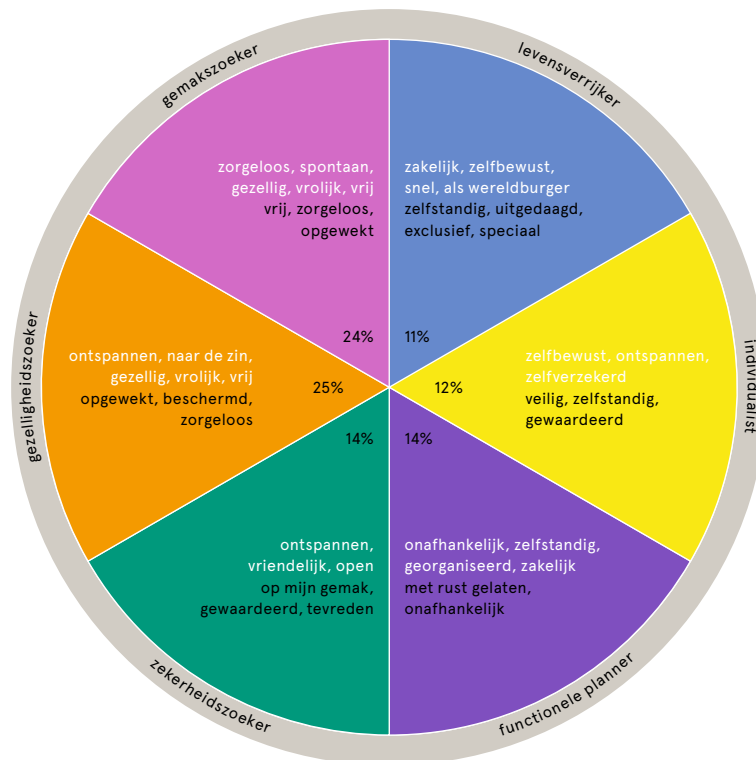 gemakszoeker
zorgeloos, spontaan,
gezellig, vrolijk, vrij
vrij, zorgeloos,
opgewekt
24%
levensverrijker
zakelijk, zelfbewust,
snel, als wereldburger
zelfstandig, uitgedaagd,
exclusief, speciaal
11%
gezelligheidszoeker
ontspannen, naar de zin,
gezellig, vrolijk, vrij
opgewekt, beschermd,
zorgeloos
25%
individualist
zelfbewust, ontspannen,
zelfverzekerd
veilig, zelfstandig,
gewaardeerd
12%
zekerheidszoeker
14%
ontspannen,
vriendelijk, open
op mijn gemak,
gewaardeerd, tevreden
functionele planner
14%
onafhankelijk, zelfstandig,
georganiseerd, zakelijk
met rust gelaten,
onafhankelijk